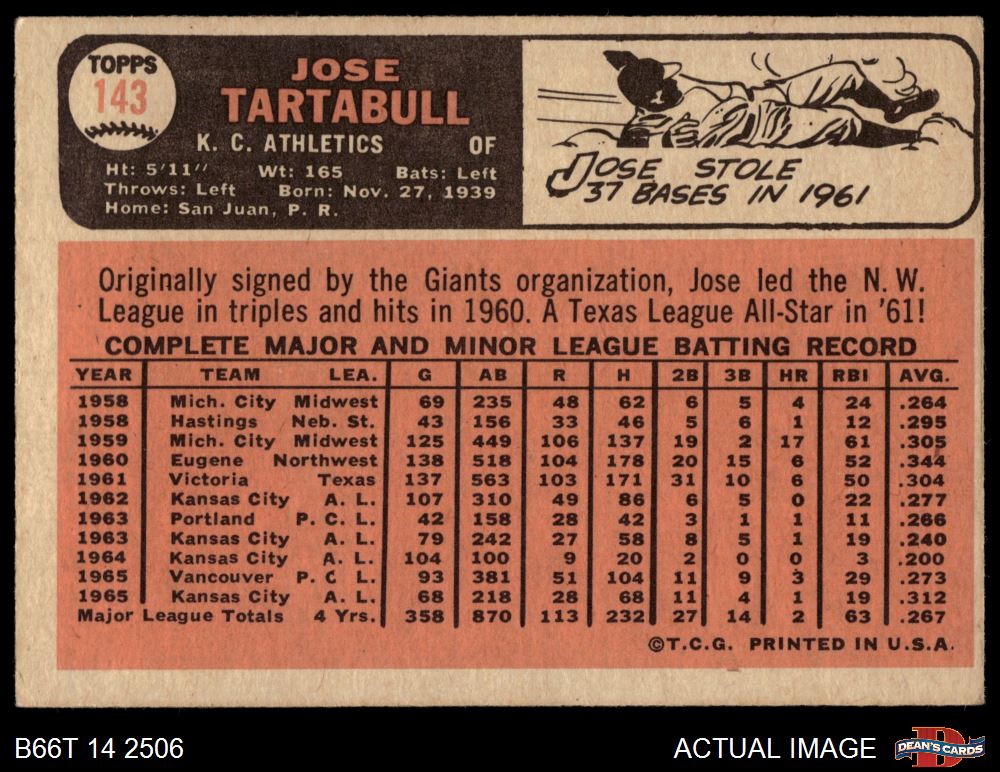 TOPPS
143
JOSE
TARTABULL
K. C. ATHLETICS OF
Ht: 5'11" Wt: 165 Bats: Left
Throws: Left Born: Nov. 27, 1939
Home: San Juan, P. R.
JOSE STOLE
37 BASES IN 1961
Originally signed by the Giants organization, Jose led the N. W.
League in triples and hits in 1960. A Texas League All-Star in '61!
COMPLETE MAJOR AND MINOR LEAGUE BATTING RECORD
YEAR TEAM LEA. G AB R H 2B 3B HR RBI AVG.
1958 Mich. City Midwest 69 235 48 62 6 5 4 24 .264
1958 Hastings Neb. St. 43 156 33 46 5 6 1 12 .295
1959 Mich. City Midwest 125 449 106 137 19 2 17 61 .305
1960 Eugene Northwest 138 518 104 178 20 15 6 52 .344
1961 Victoria Texas 137 563 103 171 31 10 6 50 .304
1962 Kansas City A. L. 107 310 49 86 6 5 0 22 .277
1963 Portland P. C. L. 42 158 28 42 3 1 1 11 .266
1963 Kansas City A. L. 79 242 27 58 8 5 1 19 .240
1964 Kansas City A. L. 104 100 9 20 2 0 0 3 .200
1965 Vancouver P. C L. 93 381 51 104 11 9 3 29 .273
1965 Kansas City A. L. 68 218 28 68 11 4 1 19 .312
Major League Totals 4 Yrs. 358 870 113 232 27 14 2 63 .267
©T.C.G. PRINTED IN U.S.A.
B66T 14 2506
ACTUAL IMAGE
DEAN'S CARDS